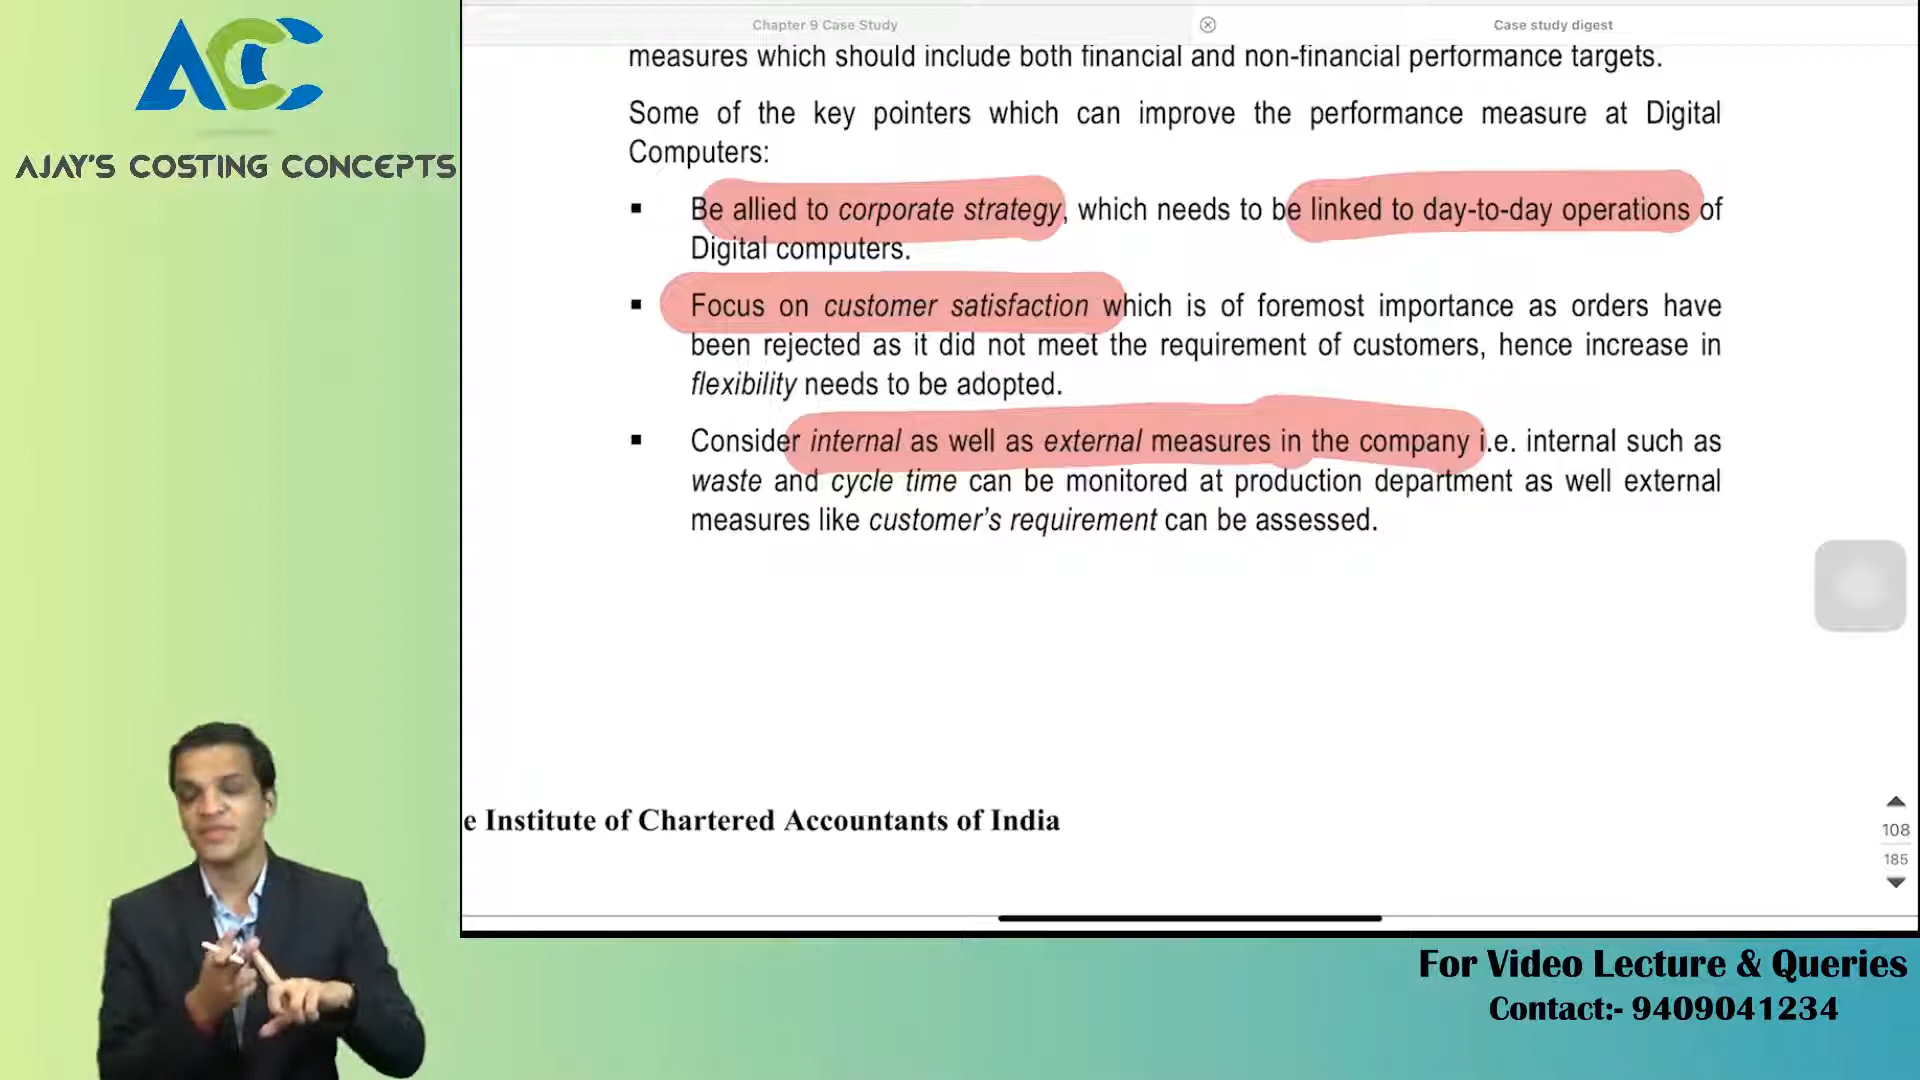 ACC
AJAY'S COSTING CONCEPTS
Chapter 9 Case Study
Case study digest
measures which should include both financial and non-financial performance targets.
Some of the key pointers which can improve the performance measure at Digital
Computers:
▪ Be allied to corporate strategy, which needs to be linked to day-to-day operations of
Digital computers.
▪ Focus on customer satisfaction which is of foremost importance as orders have
been rejected as it did not meet the requirement of customers, hence increase in
flexibility needs to be adopted.
▪ Consider internal as well as external measures in the company i.e. internal such as
waste and cycle time can be monitored at production department as well external
measures like customer's requirement can be assessed.
e Institute of Chartered Accountants of India
108
185
For Video Lecture & Queries
Contact:- 9409041234